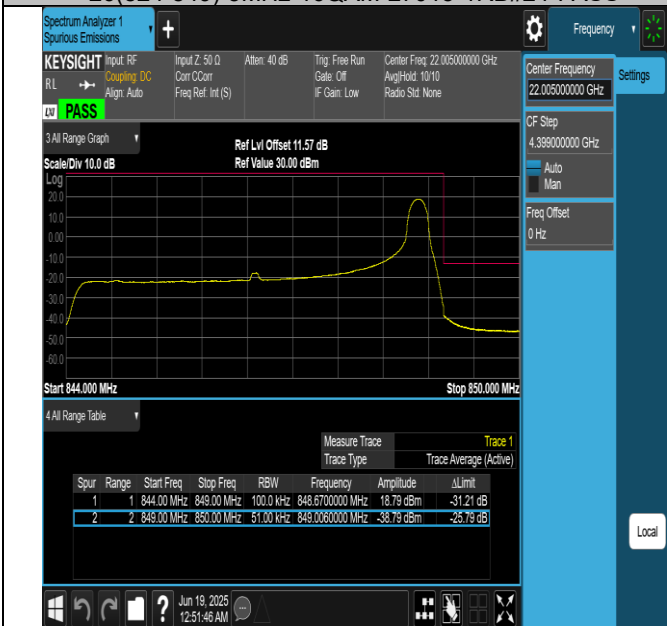 Spectrum Analyzer 1
Spurious Emissions
Frequency
KEYSIGHT
RL
Input: RF
Coupling: DC
Align: Auto
Input Z: 50 Ω
Corr CCorr
Freq Ref: Int (S)
Atten: 40 dB
Trig: Free Run
Gate: Off
IF Gain: Low
Center Freq: 22.005000000 GHz
Avg|Hold: 10/10
Radio Std: None
LXI
PASS
Center Frequency
22.005000000 GHz
Settings
CF Step
4.399000000 GHz
Auto
Man
Freq Offset
0 Hz
3 All Range Graph
Ref Lvl Offset 11.57 dB
Scale/Div 10.0 dB
Ref Value 30.00 dBm
Log
20.0
10.0
0.00
-10.0
-20.0
-30.0
-40.0
-50.0
-60.0
Start 844.000 MHz
Stop 850.000 MHz
4 All Range Table
Measure Trace Trace 1
Trace Type Trace Average (Active)
Spur Range Start Freq Stop Freq RBW Frequency Amplitude ΔLimit
1 1 844.00 MHz 849.00 MHz 100.0 kHz 848.6700000 MHz 18.79 dBm -31.21 dB
2 2 849.00 MHz 850.00 MHz 51.00 kHz 849.0060000 MHz -38.79 dBm -25.79 dB
Local
Jun 19, 2025
12:51:46 AM